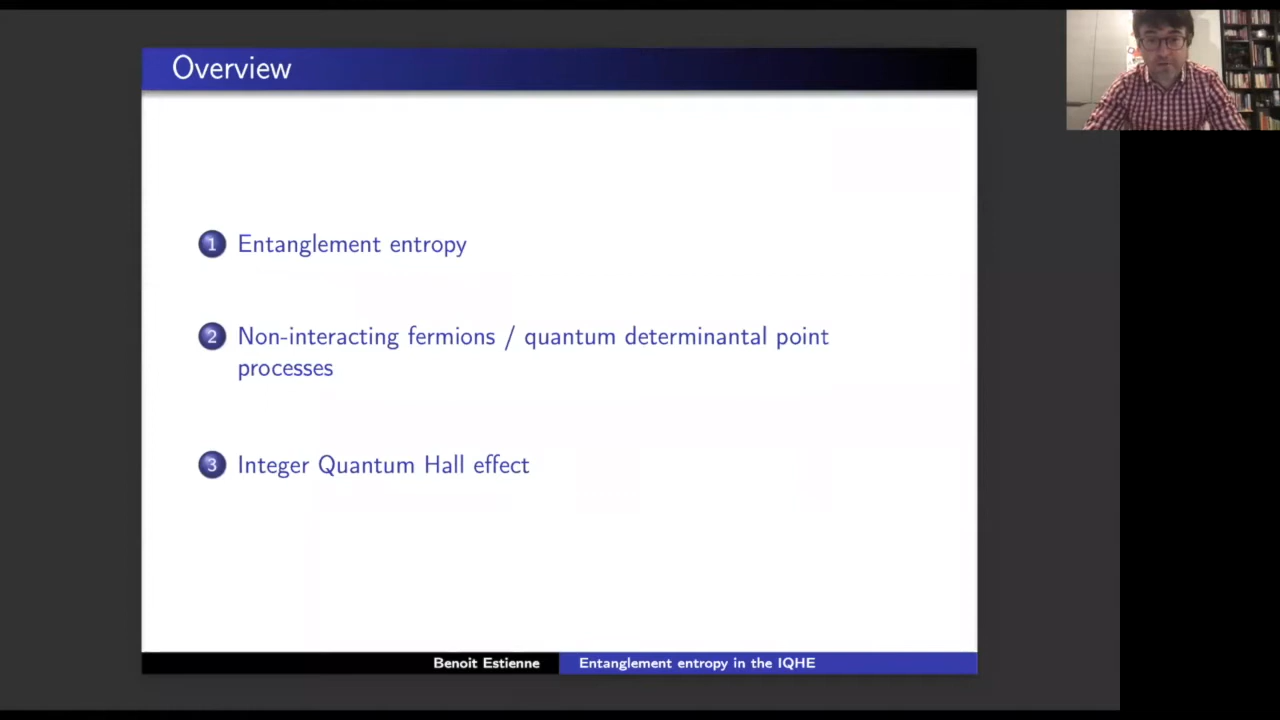 Overview
1 Entanglement entropy
2 Non-interacting fermions / quantum determinantal point
processes
3 Integer Quantum Hall effect
Benoit Estienne Entanglement entropy in the IQHE